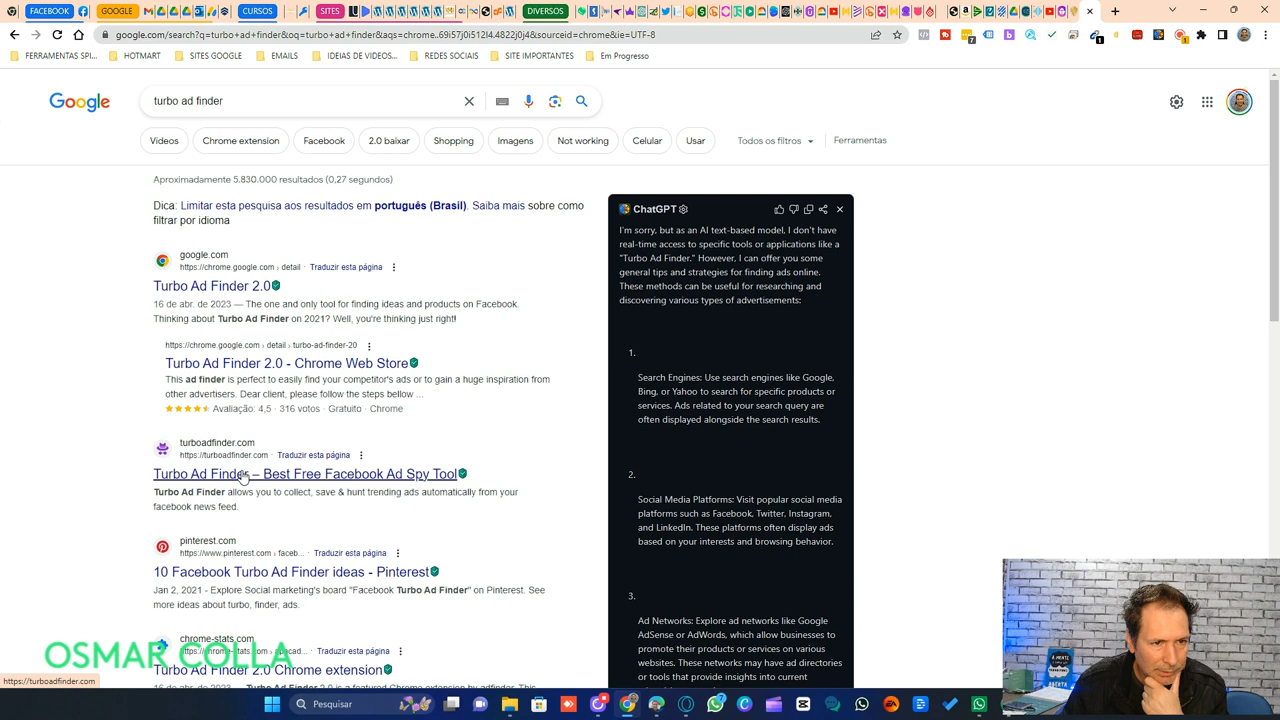 FACEBOOK
GOOGLE
CURSOS
SITES
DIVERSOS
google.com/search?q=turbo+ad+finder&oq=turbo+ad+finder&aqs=chrome..69i57j0i512l4.4822j0j4&sourceid=chrome&ie=UTF-8
FERRAMENTAS SPI...
HOTMART
SITES GOOGLE
EMAILS
IDEIAS DE VIDEOS...
REDES SOCIAIS
SITE IMPORTANTES
Em Progresso
Google
turbo ad finder
Vídeos
Chrome extension
Facebook
2.0 baixar
Shopping
Imagens
Not working
Celular
Usar
Todos os filtros
Ferramentas
Aproximadamente 5.830.000 resultados (0,27 segundos)
Dica: Limitar esta pesquisa aos resultados em português (Brasil). Saiba mais sobre como
filtrar por idioma
google.com
https://chrome.google.com › detail
Traduzir esta página
Turbo Ad Finder 2.0
16 de abr. de 2023 — The one and only tool for finding ideas and products on Facebook.
Thinking about Turbo Ad Finder on 2021? Well, you're thinking just right!
https://chrome.google.com › detail › turbo-ad-finder-20
Turbo Ad Finder 2.0 - Chrome Web Store
This ad finder is perfect to easily find your competitor's ads or to gain a huge inspiration from
other advertisers. Dear client, please follow the steps bellow ...
Avaliação: 4,5 · 316 votos · Gratuito · Chrome
turboadfinder.com
https://turboadfinder.com
Traduzir esta página
Turbo Ad Finder – Best Free Facebook Ad Spy Tool
Turbo Ad Finder allows you to collect, save & hunt trending ads automatically from your
facebook news feed.
pinterest.com
https://www.pinterest.com › faceb...
Traduzir esta página
10 Facebook Turbo Ad Finder ideas - Pinterest
Jan 2, 2021 - Explore Social marketing's board "Facebook Turbo Ad Finder" on Pinterest. See
more ideas about turbo, finder, ads.
chrome-stats.com
Traduzir esta página
Turbo Ad Finder 2.0 Chrome extension
OSMAR COLLA
https://turboadfinder.com
ChatGPT
I'm sorry, but as an AI text-based model, I don't have
real-time access to specific tools or applications like a
"Turbo Ad Finder." However, I can offer you some
general tips and strategies for finding ads online.
These methods can be useful for researching and
discovering various types of advertisements:
1.
Search Engines: Use search engines like Google,
Bing, or Yahoo to search for specific products or
services. Ads related to your search query are
often displayed alongside the search results.
2.
Social Media Platforms: Visit popular social media
platforms such as Facebook, Twitter, Instagram,
and LinkedIn. These platforms often display ads
based on your interests and browsing behavior.
3.
Ad Networks: Explore ad networks like Google
AdSense or AdWords, which allow businesses to
promote their products or services on various
websites. These networks may have ad directories
or tools that provide insights into current
Pesquisar